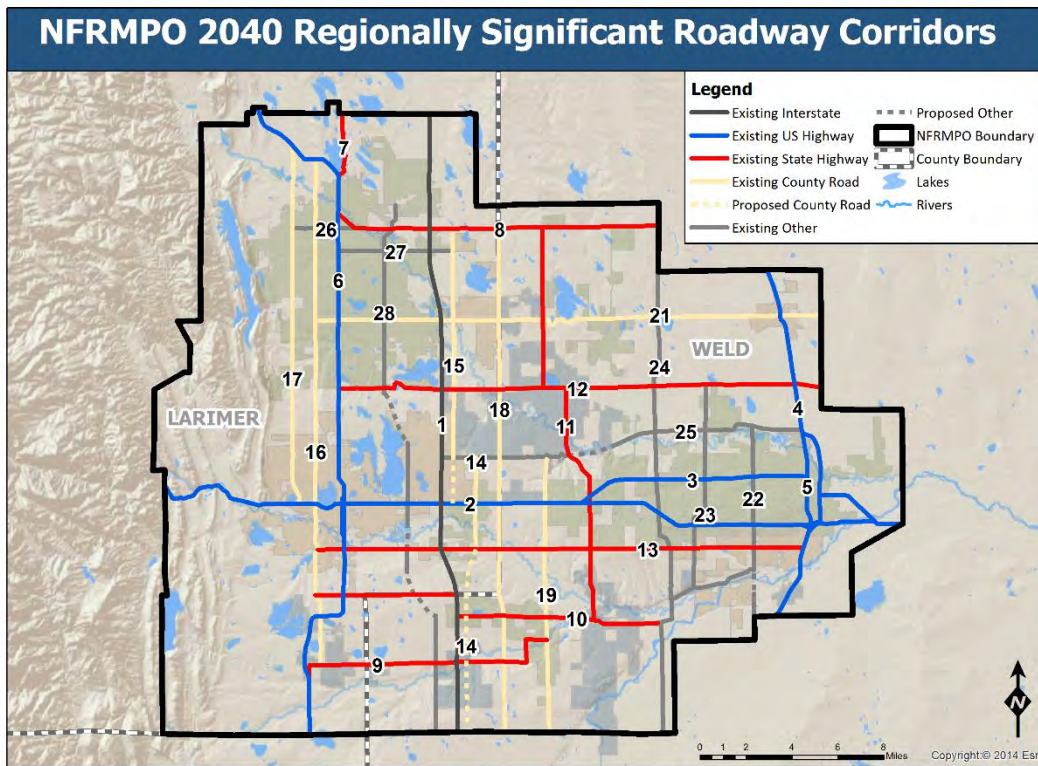 NFRMPO 2040 Regionally Significant Roadway Corridors
Legend
Existing Interstate
Existing US Highway
Existing State Highway
Existing County Road
Proposed County Road
Existing Other
Proposed Other
NFRMPO Boundary
County Boundary
Lakes
Rivers
7
26
8
27
6
28
21
15
24
WELD
17
12
LARIMER
18
4
1
11
16
25
14
3
5
2
22
23
13
19
10
14
9
N
0 1 2 4 6 8
Miles
Copyright:© 2014 Esr